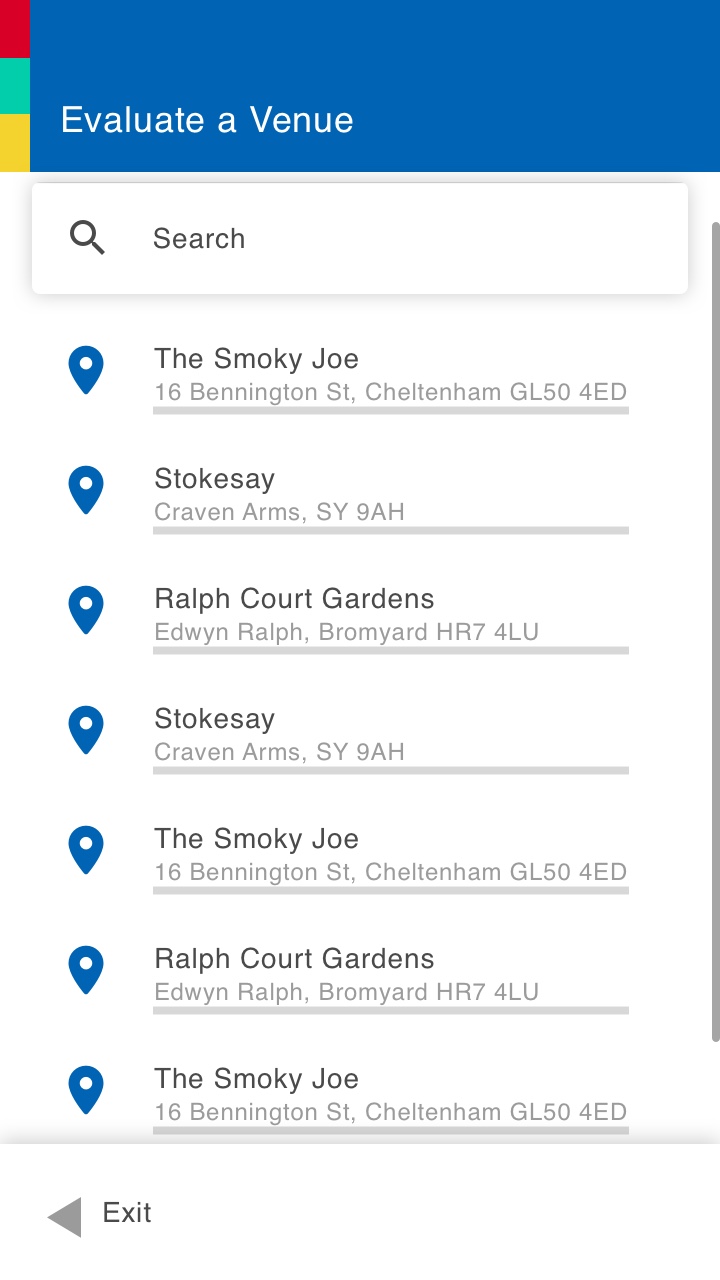 Evaluate a Venue
Search
The Smoky Joe
16 Bennington St, Cheltenham GL50 4ED
Stokesay
Craven Arms, SY 9AH
Ralph Court Gardens
Edwyn Ralph, Bromyard HR7 4LU
Stokesay
Craven Arms, SY 9AH
The Smoky Joe
16 Bennington St, Cheltenham GL50 4ED
Ralph Court Gardens
Edwyn Ralph, Bromyard HR7 4LU
The Smoky Joe
16 Bennington St, Cheltenham GL50 4ED
Exit